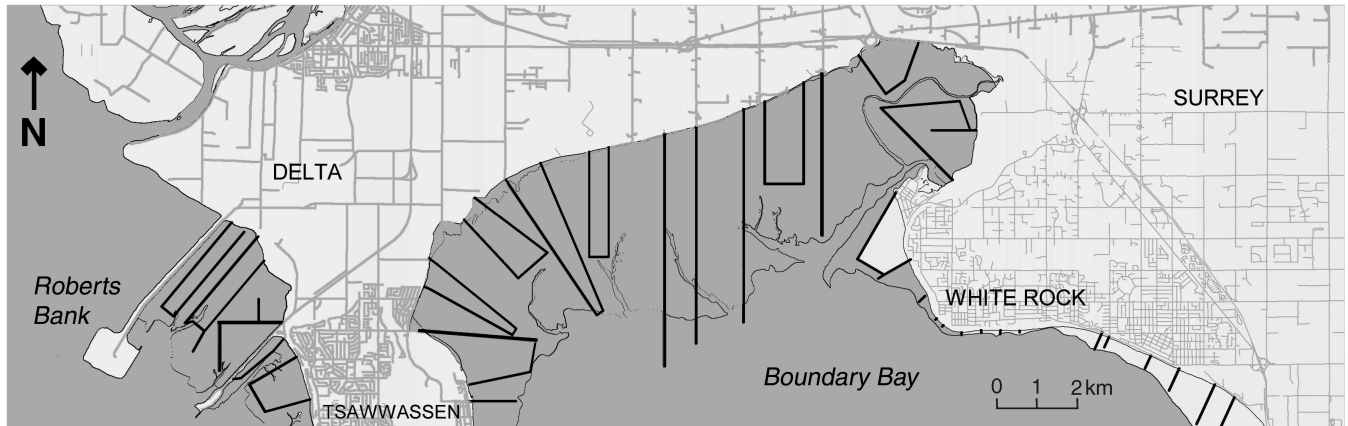 N
SURREY
DELTA
Roberts
Bank
WHITE ROCK
Boundary Bay
0 1 2 km
TSAWWASSEN